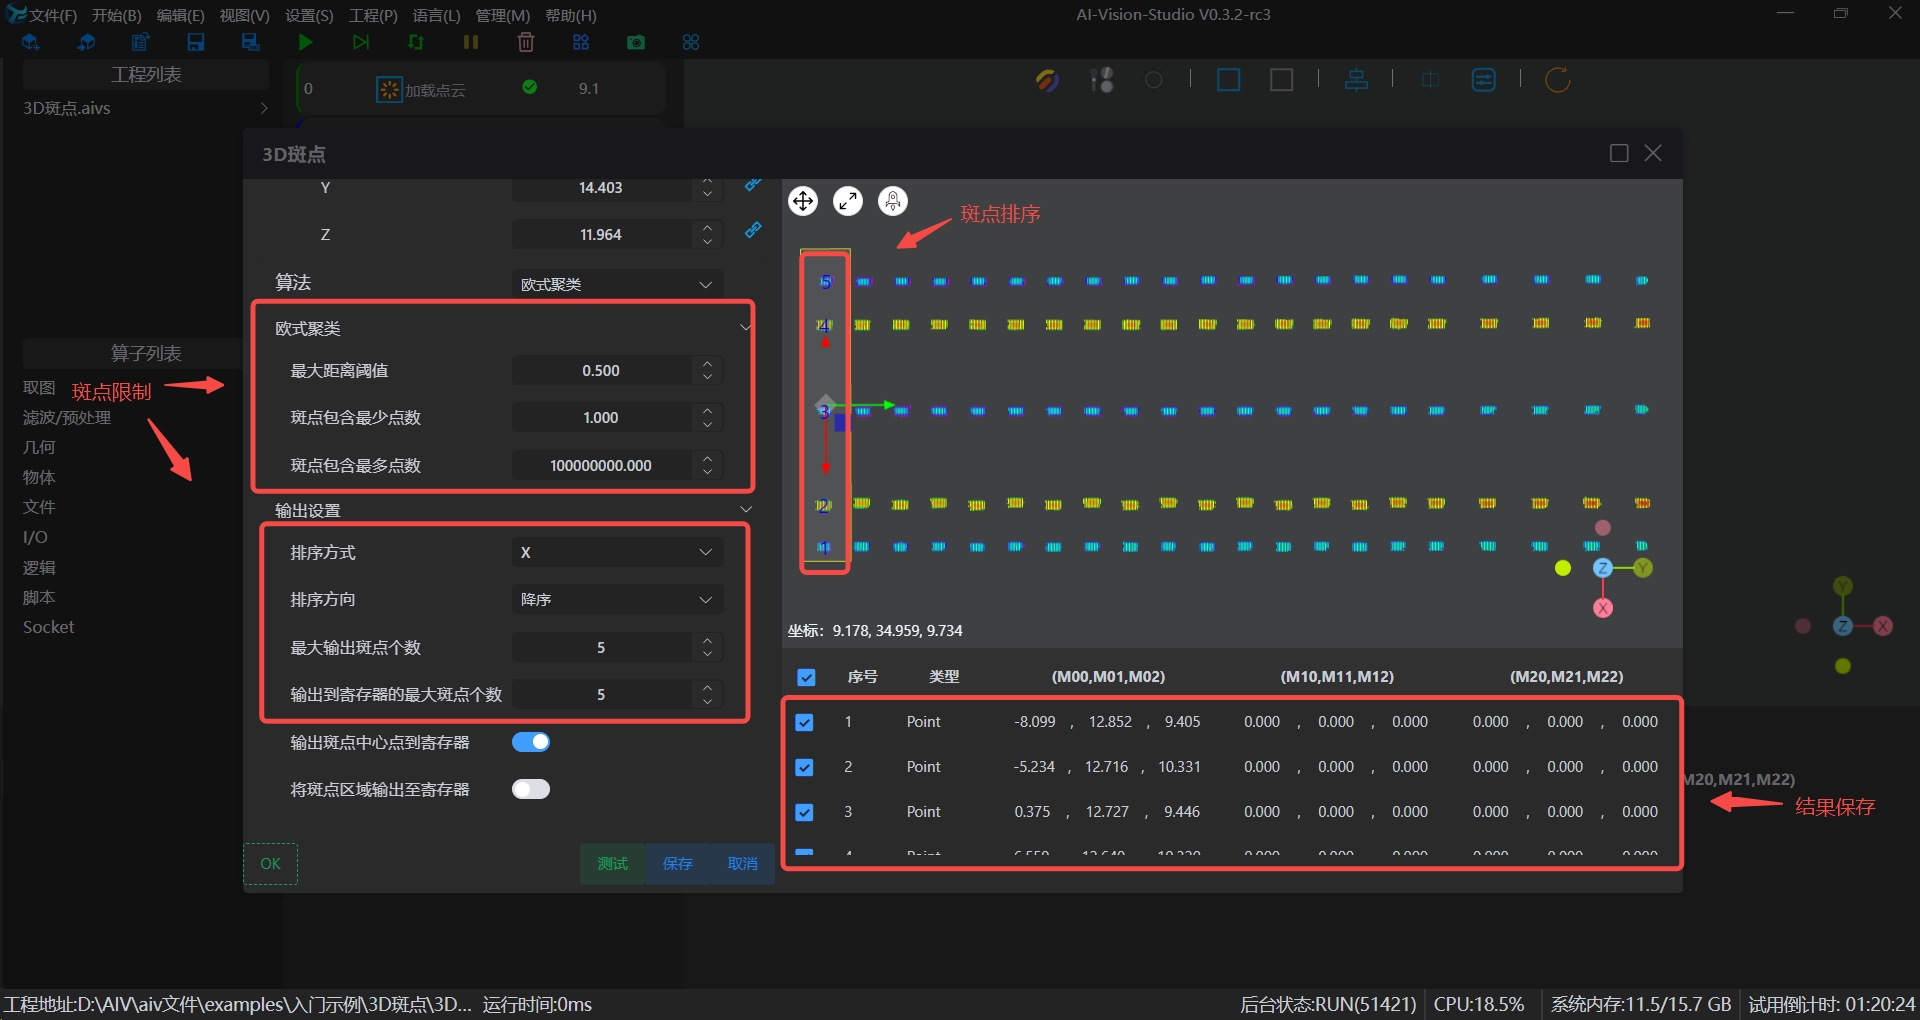 文件(F) 开始(B) 编辑(E) 视图(V) 设置(S) 工程(P) 语言(L) 管理(M) 帮助(H) AI-Vision-Studio V0.3.2-rc3
工程列表
0 加载点云 9.1
3D斑点.aivs
3D斑点
Y 14.403
Z 11.964
算法 欧式聚类
欧式聚类
最大距离阈值 0.500
斑点包含最少点数 1.000
斑点包含最多点数 100000000.000
输出设置
排序方式 X
排序方向 降序
最大输出斑点个数 5
输出到寄存器的最大斑点个数 5
输出斑点中心点到寄存器
将斑点区域输出至寄存器
OK 测试 保存 取消
算子列表
取图
斑点限制
滤波/预处理
几何
物体
文件
I/O
逻辑
脚本
Socket
斑点排序
5
4
3
2
1
Z Y
X
坐标: 9.178, 34.959, 9.734
序号 类型 (M00,M01,M02) (M10,M11,M12) (M20,M21,M22)
1 Point -8.099 , 12.852 , 9.405 0.000 , 0.000 , 0.000 0.000 , 0.000 , 0.000
2 Point -5.234 , 12.716 , 10.331 0.000 , 0.000 , 0.000 0.000 , 0.000 , 0.000
3 Point 0.375 , 12.727 , 9.446 0.000 , 0.000 , 0.000 0.000 , 0.000 , 0.000
Y
Z X
M20,M21,M22)
结果保存
工程地址:D:\AIV\aiv文件\examples\入门示例\3D斑点\3D... 运行时间:0ms
后台状态:RUN(51421) CPU:18.5% 系统内存:11.5/15.7 GB 试用倒计时: 01:20:24